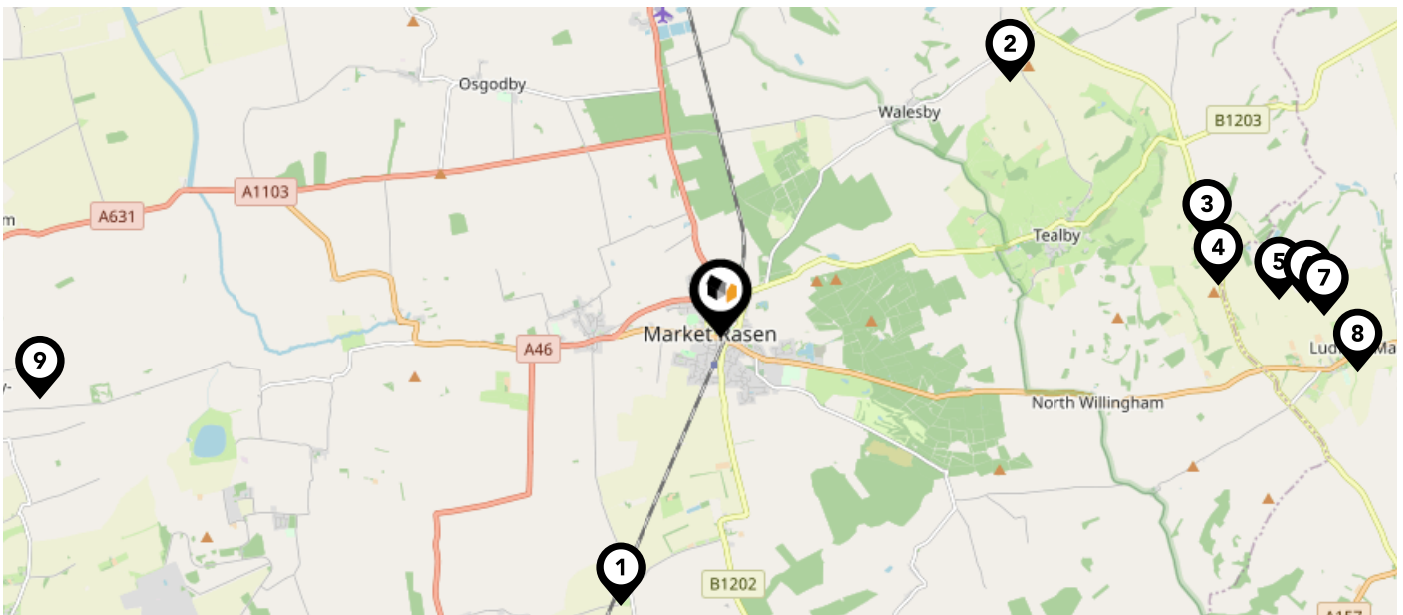 2
Osgodby
Walesby
B1203
A1103
3
A631
m
Tealby
4
5
7
Market Rasen
8
A46
9
North Willingham
1
B1202